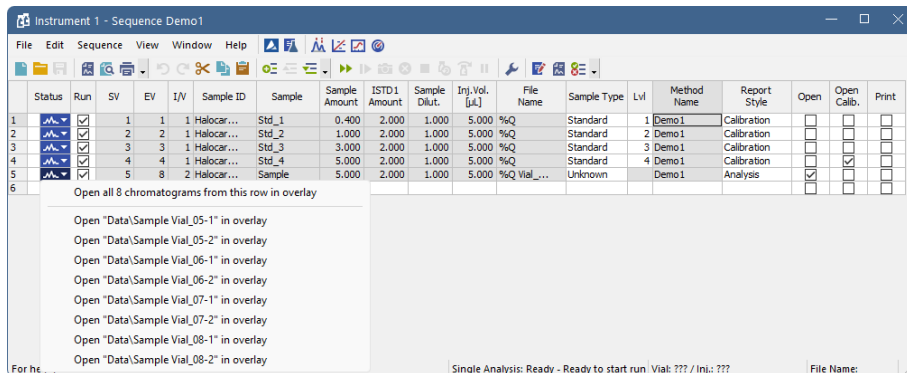 Instrument 1 - Sequence Demo1
File Edit Sequence View Window Help
Status Run SV EV I/V Sample ID Sample Sample Amount ISTD1 Amount Sample Dilut. Inj.Vol. [µL] File Name Sample Type Lvl Method Name Report Style Open Open Calib. Print
1 1 1 1 Halocar... Std_1 0.400 2.000 1.000 5.000 %Q Standard 1 Demo1 Calibration
2 2 2 1 Halocar... Std_2 1.000 2.000 1.000 5.000 %Q Standard 2 Demo1 Calibration
3 3 3 1 Halocar... Std_3 3.000 2.000 1.000 5.000 %Q Standard 3 Demo1 Calibration
4 4 4 1 Halocar... Std_4 5.000 2.000 1.000 5.000 %Q Standard 4 Demo1 Calibration
5 5 8 2 Halocar... Sample 5.000 2.000 1.000 5.000 %Q Vial_... Unknown Demo1 Analysis
6
Open all 8 chromatograms from this row in overlay
Open "Data\Sample Vial_05-1" in overlay
Open "Data\Sample Vial_05-2" in overlay
Open "Data\Sample Vial_06-1" in overlay
Open "Data\Sample Vial_06-2" in overlay
Open "Data\Sample Vial_07-1" in overlay
Open "Data\Sample Vial_07-2" in overlay
Open "Data\Sample Vial_08-1" in overlay
Open "Data\Sample Vial_08-2" in overlay
For Single Analysis: Ready - Ready to start run Vial: ??? / Inj.: ??? File Name: